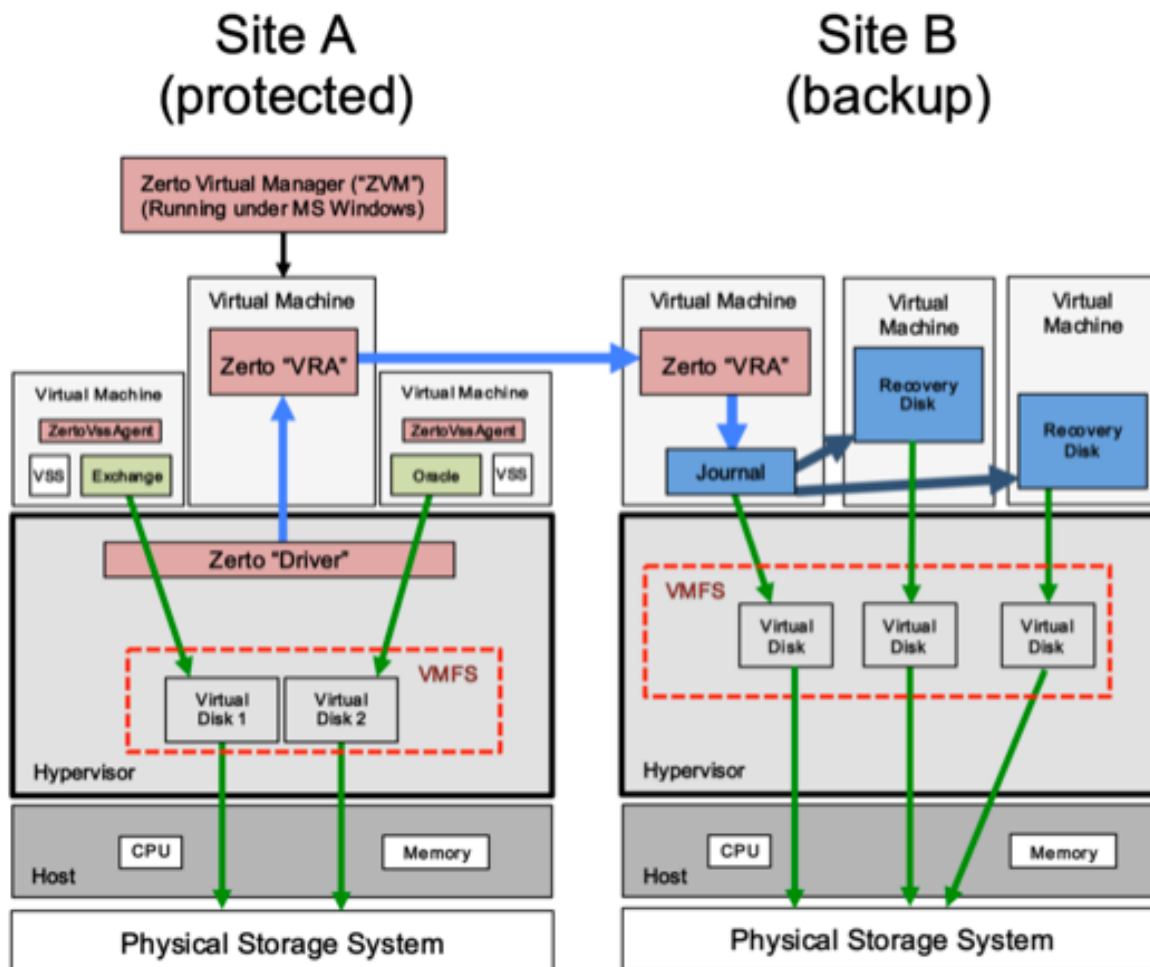 Site A
(protected)
Site B
(backup)
Zerto Virtual Manager ("ZVM")
(Running under MS Windows)
Virtual Machine
Zerto "VRA"
Virtual Machine
ZertoVssAgent
VSS
Exchange
Virtual Machine
ZertoVssAgent
Oracle
VSS
Zerto "Driver"
VMFS
Virtual
Disk 1
Virtual
Disk 2
Hypervisor
CPU
Memory
Host
Physical Storage System
Virtual Machine
Zerto "VRA"
Journal
Virtual
Machine
Recovery
Disk
Virtual
Machine
Recovery
Disk
VMFS
Virtual
Disk
Virtual
Disk
Virtual
Disk
Hypervisor
CPU
Memory
Host
Physical Storage System